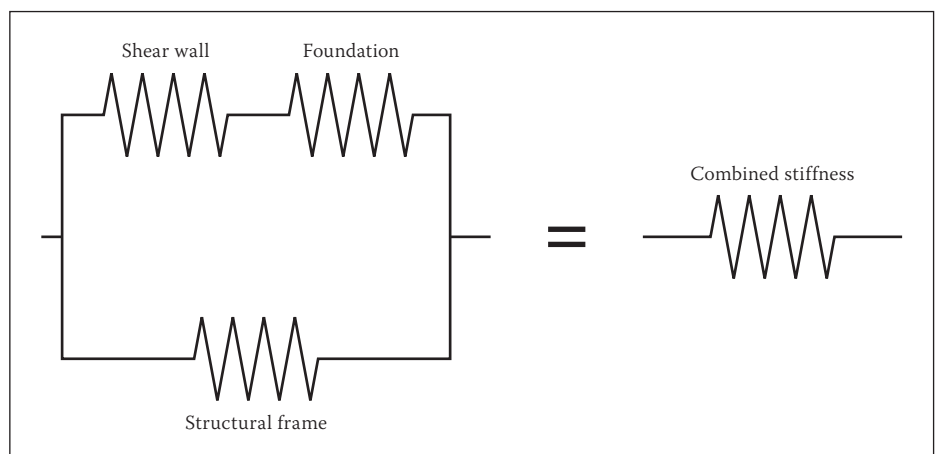 Shear wall
Foundation
Combined stiffness
=
Structural frame